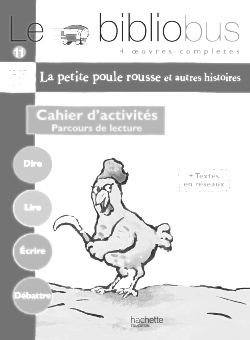 Le bibliobus
4 œuvres complètes
11
La petite poule rousse et autres histoires
Cahier d'activités
Parcours de lecture
Dire
Lire
Écrire
Débattre
+ Textes
en réseaux
hachette
ÉDUCATION